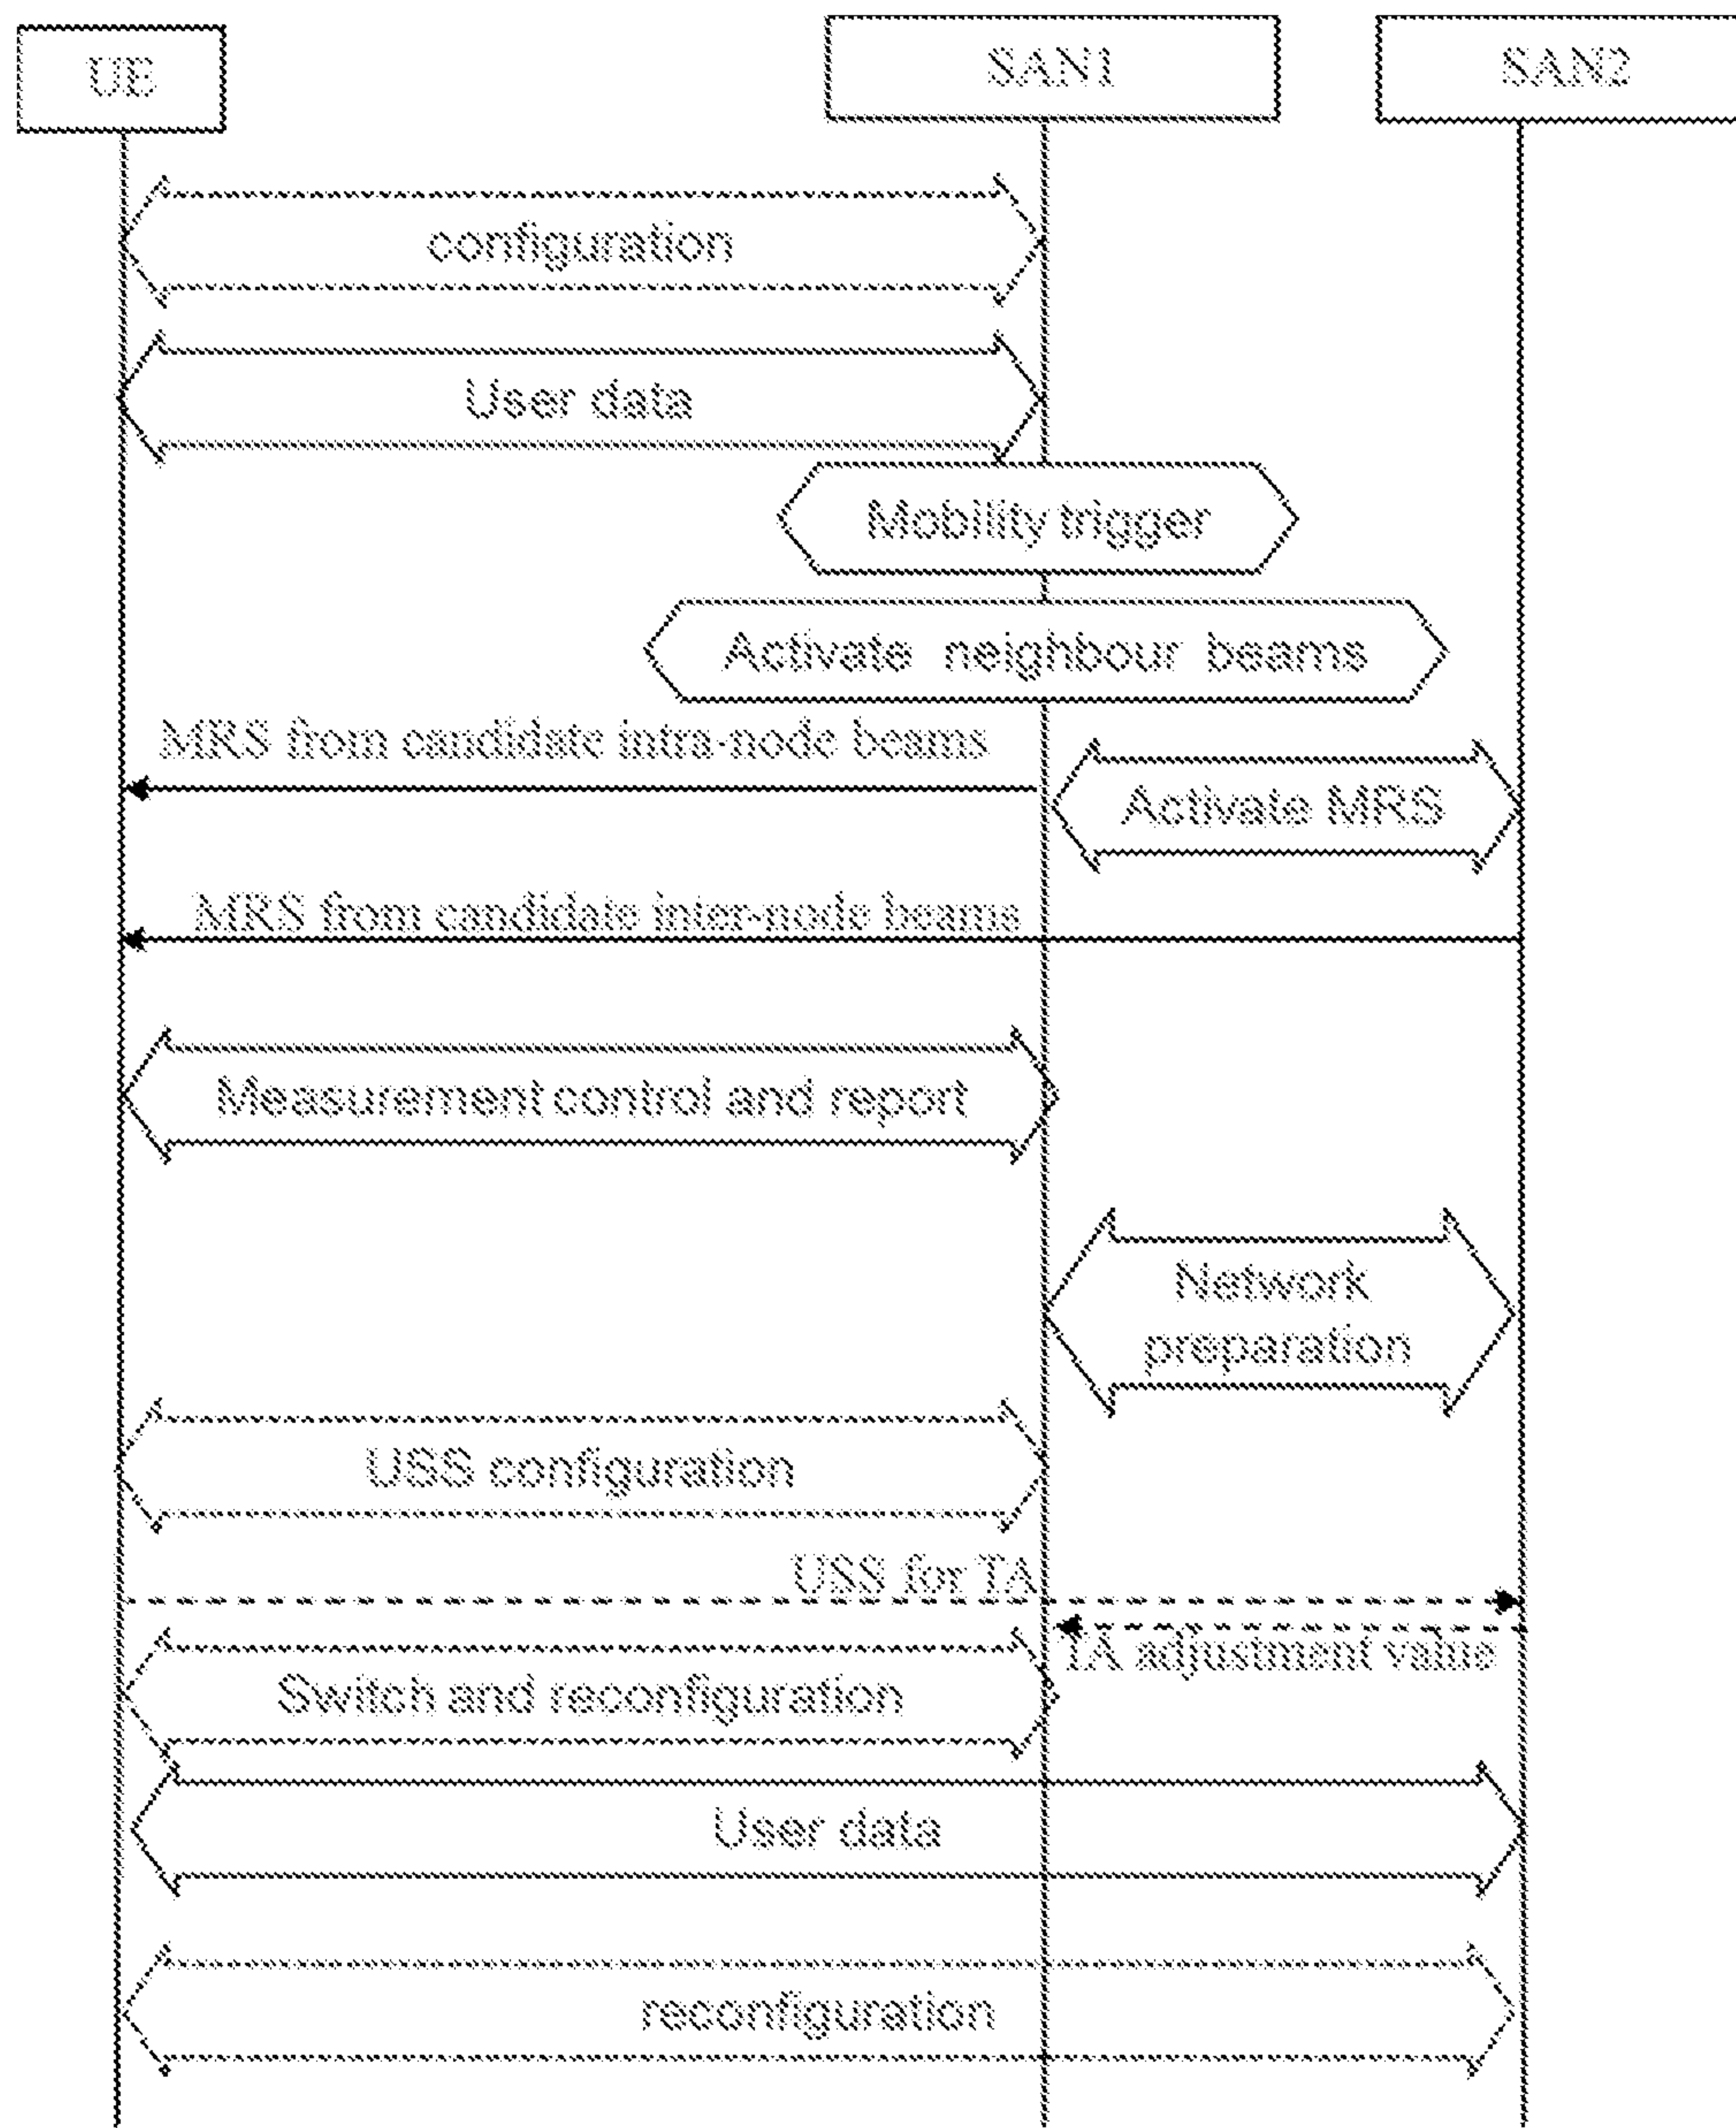 UE
SAN1
SAN2
configuration
User data
Mobility trigger
Activate neighbour beams
MRS from candidate intra-node beams
Activate MRS
MRS from candidate inter-node beams
Measurement control and report
Network
preparation
USS configuration
USS for TA
TA adjustment value
Switch and reconfiguration
User data
reconfiguration